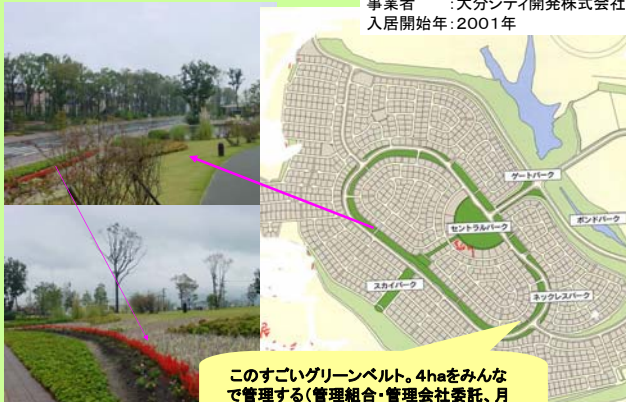 事業者　　:大分シティ開発株式会社
入居開始年:2001年
ゲートパーク
ポンドパーク
セントラルパーク
スカイパーク
ネックレスパーク
このすごいグリーンベルト。4haをみんな
で管理する(管理組合・管理会社委託、月